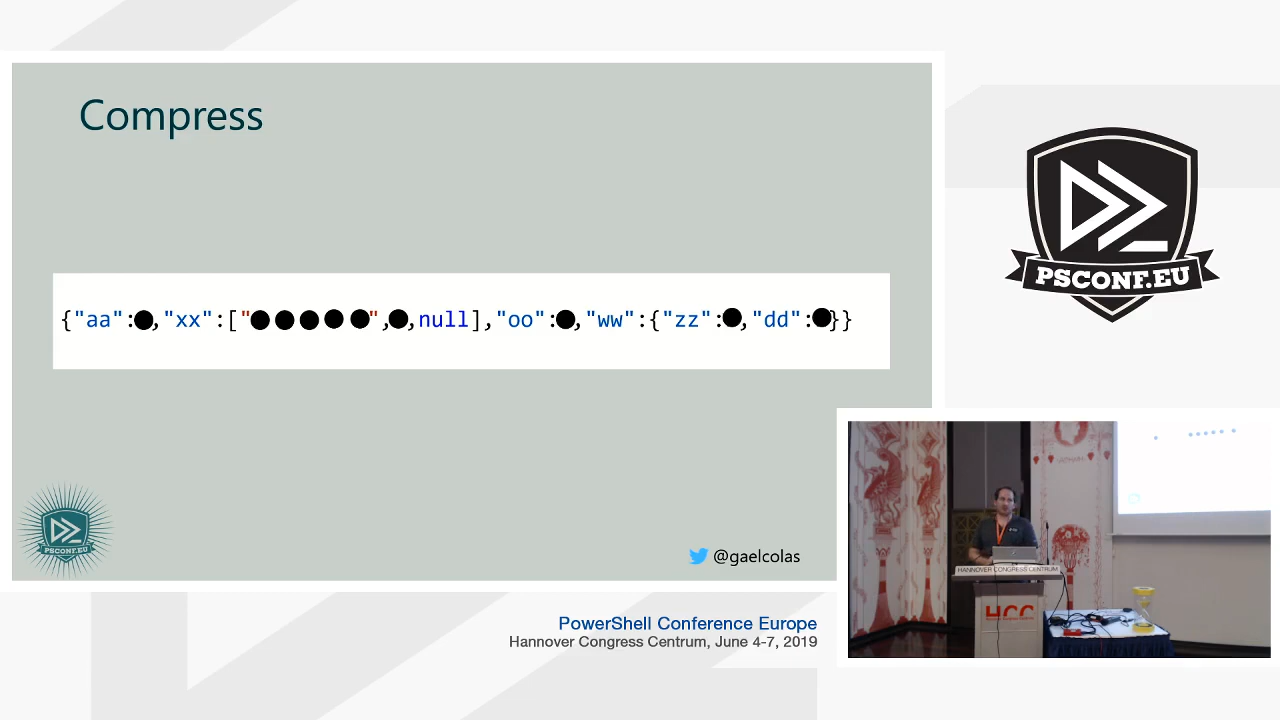 Compress
{"aa":●,"xx":["●●●●●",●,null],"oo":●,"ww":{"zz":●,"dd":●}}
PSCONF.EU
PSCONF.EU
@gaelcolas
HANNOVER CONGRESS CENTRUM
HCC
PowerShell Conference Europe
Hannover Congress Centrum, June 4-7, 2019